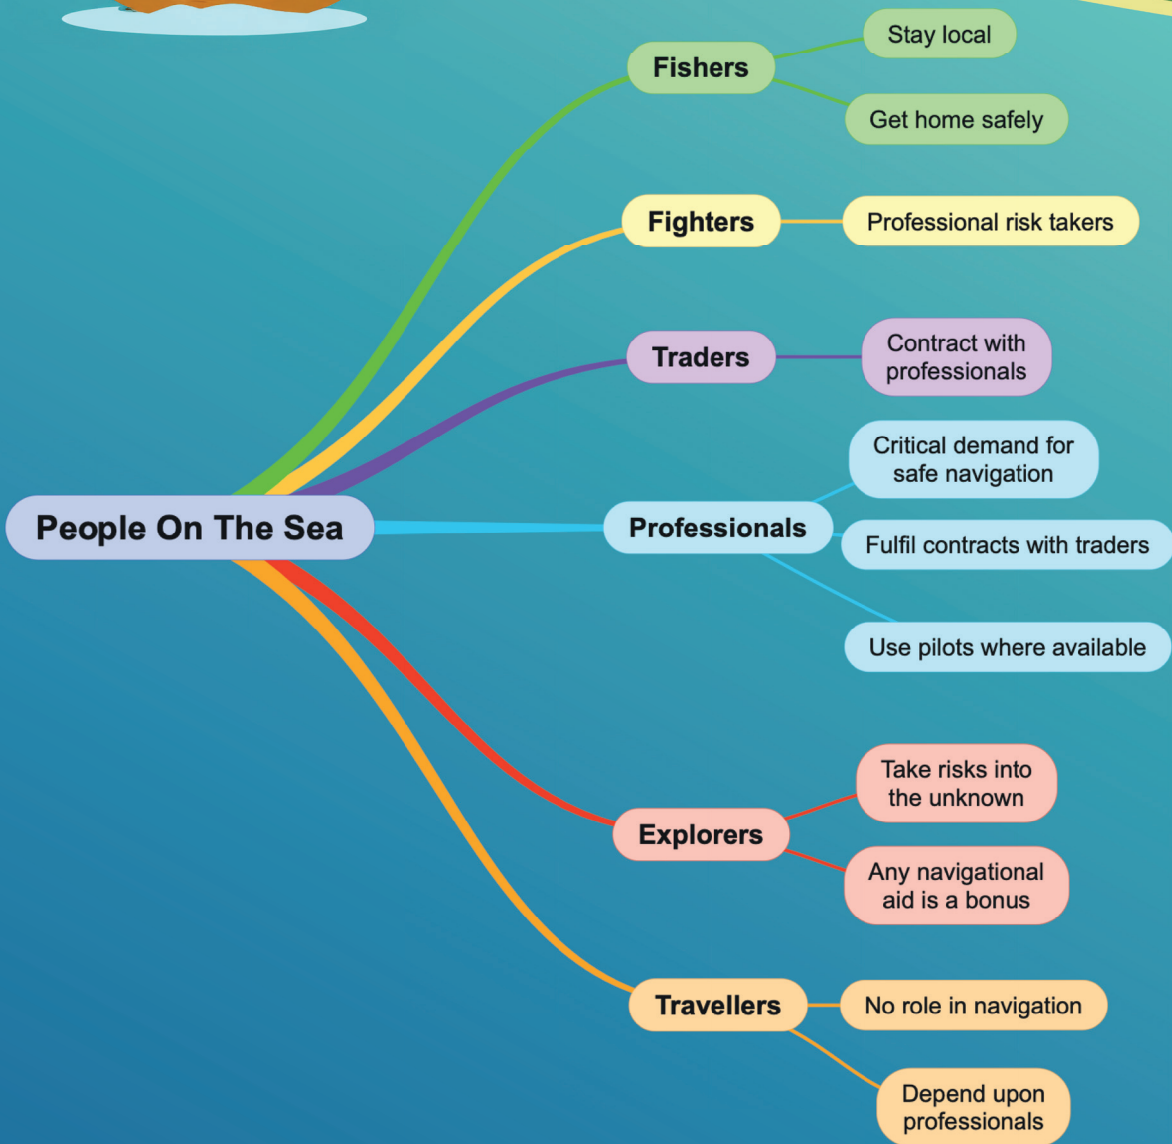 Stay local
Fishers
Get home safely
Fighters
Professional risk takers
Traders
Contract with
professionals
Critical demand for
safe navigation
People On The Sea
Professionals
Fulfil contracts with traders
Use pilots where available
Take risks into
the unknown
Explorers
Any navigational
aid is a bonus
Travellers
No role in navigation
Depend upon
professionals